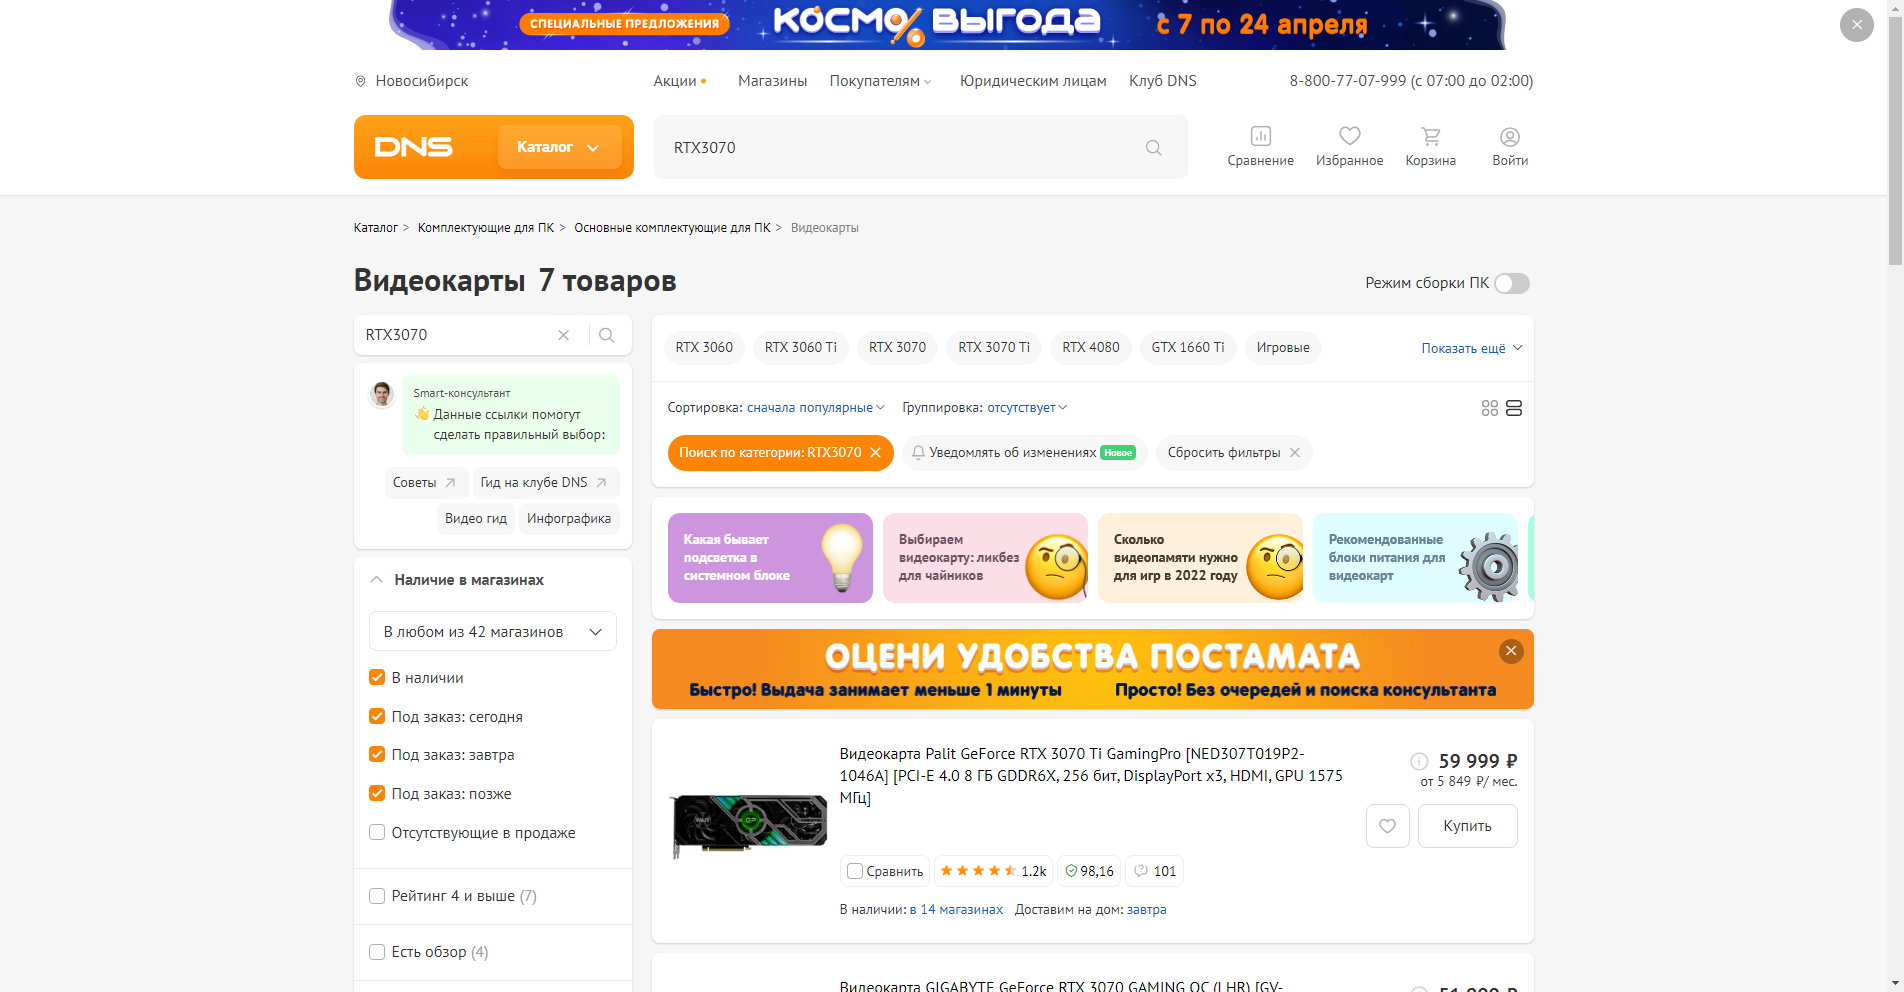 СПЕЦИАЛЬНЫЕ ПРЕДЛОЖЕНИЯ КОСМО%ВЫГОДА с 7 по 24 апреля
Новосибирск Акции Магазины Покупателям Юридическим лицам Клуб DNS 8-800-77-07-999 (с 07:00 до 02:00)
DNS Каталог RTX3070 Сравнение Избранное Корзина Войти
Каталог > Комплектующие для ПК > Основные комплектующие для ПК > Видеокарты
Видеокарты 7 товаров
Режим сборки ПК
RTX3070
Smart-консультант
👋 Данные ссылки помогут
сделать правильный выбор:
Советы Гид на клубе DNS
Видео гид Инфографика
Наличие в магазинах
В любом из 42 магазинов
В наличии
Под заказ: сегодня
Под заказ: завтра
Под заказ: позже
Отсутствующие в продаже
Рейтинг 4 и выше (7)
Есть обзор (4)
RTX 3060 RTX 3060 Ti RTX 3070 RTX 3070 Ti RTX 4080 GTX 1660 Ti Игровые Показать ещё
Сортировка: сначала популярные Группировка: отсутствует
Поиск по категории: RTX3070 Уведомлять об изменениях Новое Сбросить фильтры
Какая бывает
подсветка в
системном блоке
Выбираем
видеокарту: ликбез
для чайников
Сколько
видеопамяти нужно
для игр в 2022 году
Рекомендованные
блоки питания для
видеокарт
ОЦЕНИ УДОБСТВА ПОСТАМАТА
Быстро! Выдача занимает меньше 1 минуты Просто! Без очередей и поиска консультанта
Видеокарта Palit GeForce RTX 3070 Ti GamingPro [NED307T019P2-
1046A] [PCI-E 4.0 8 ГБ GDDR6X, 256 бит, DisplayPort x3, HDMI, GPU 1575
МГц]
59 999 ₽
от 5 849 ₽/ мес.
Купить
Сравнить 1.2k 98,16 101
В наличии: в 14 магазинах Доставим на дом: завтра
Видеокарта GIGABYTE GeForce RTX 3070 GAMING OC (LHR) [GV-
51 999 ₽